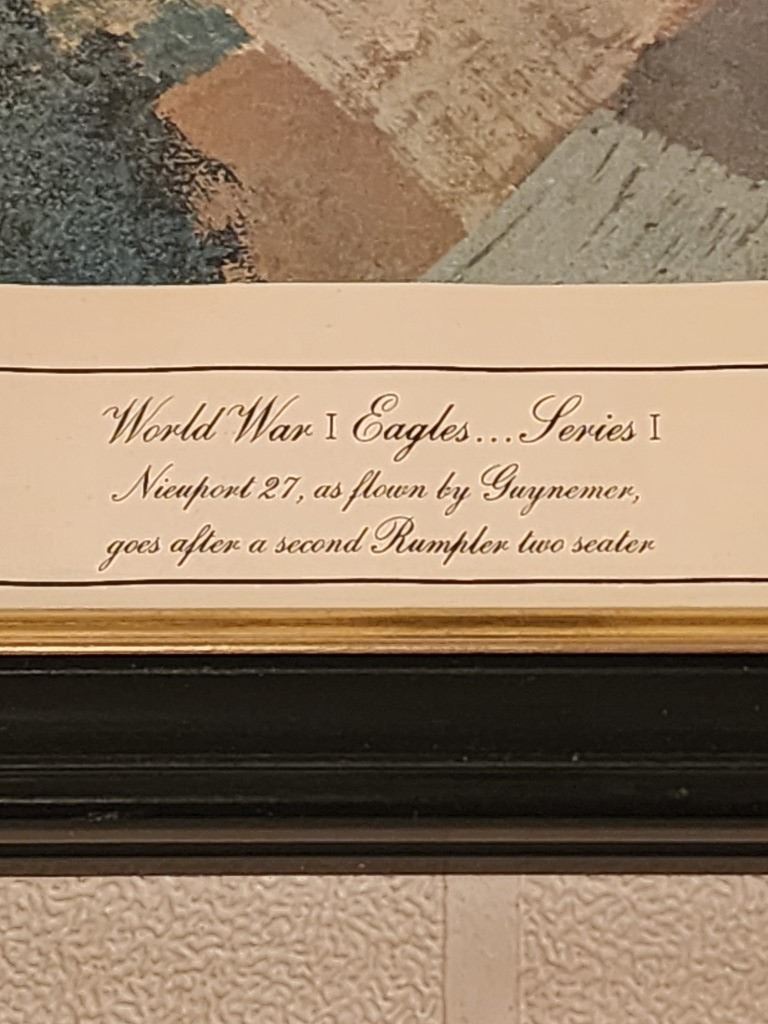 World War I Eagles...Series I
Nieuport 27, as flown by Guynemer,
goes after a second Rumpler two seater